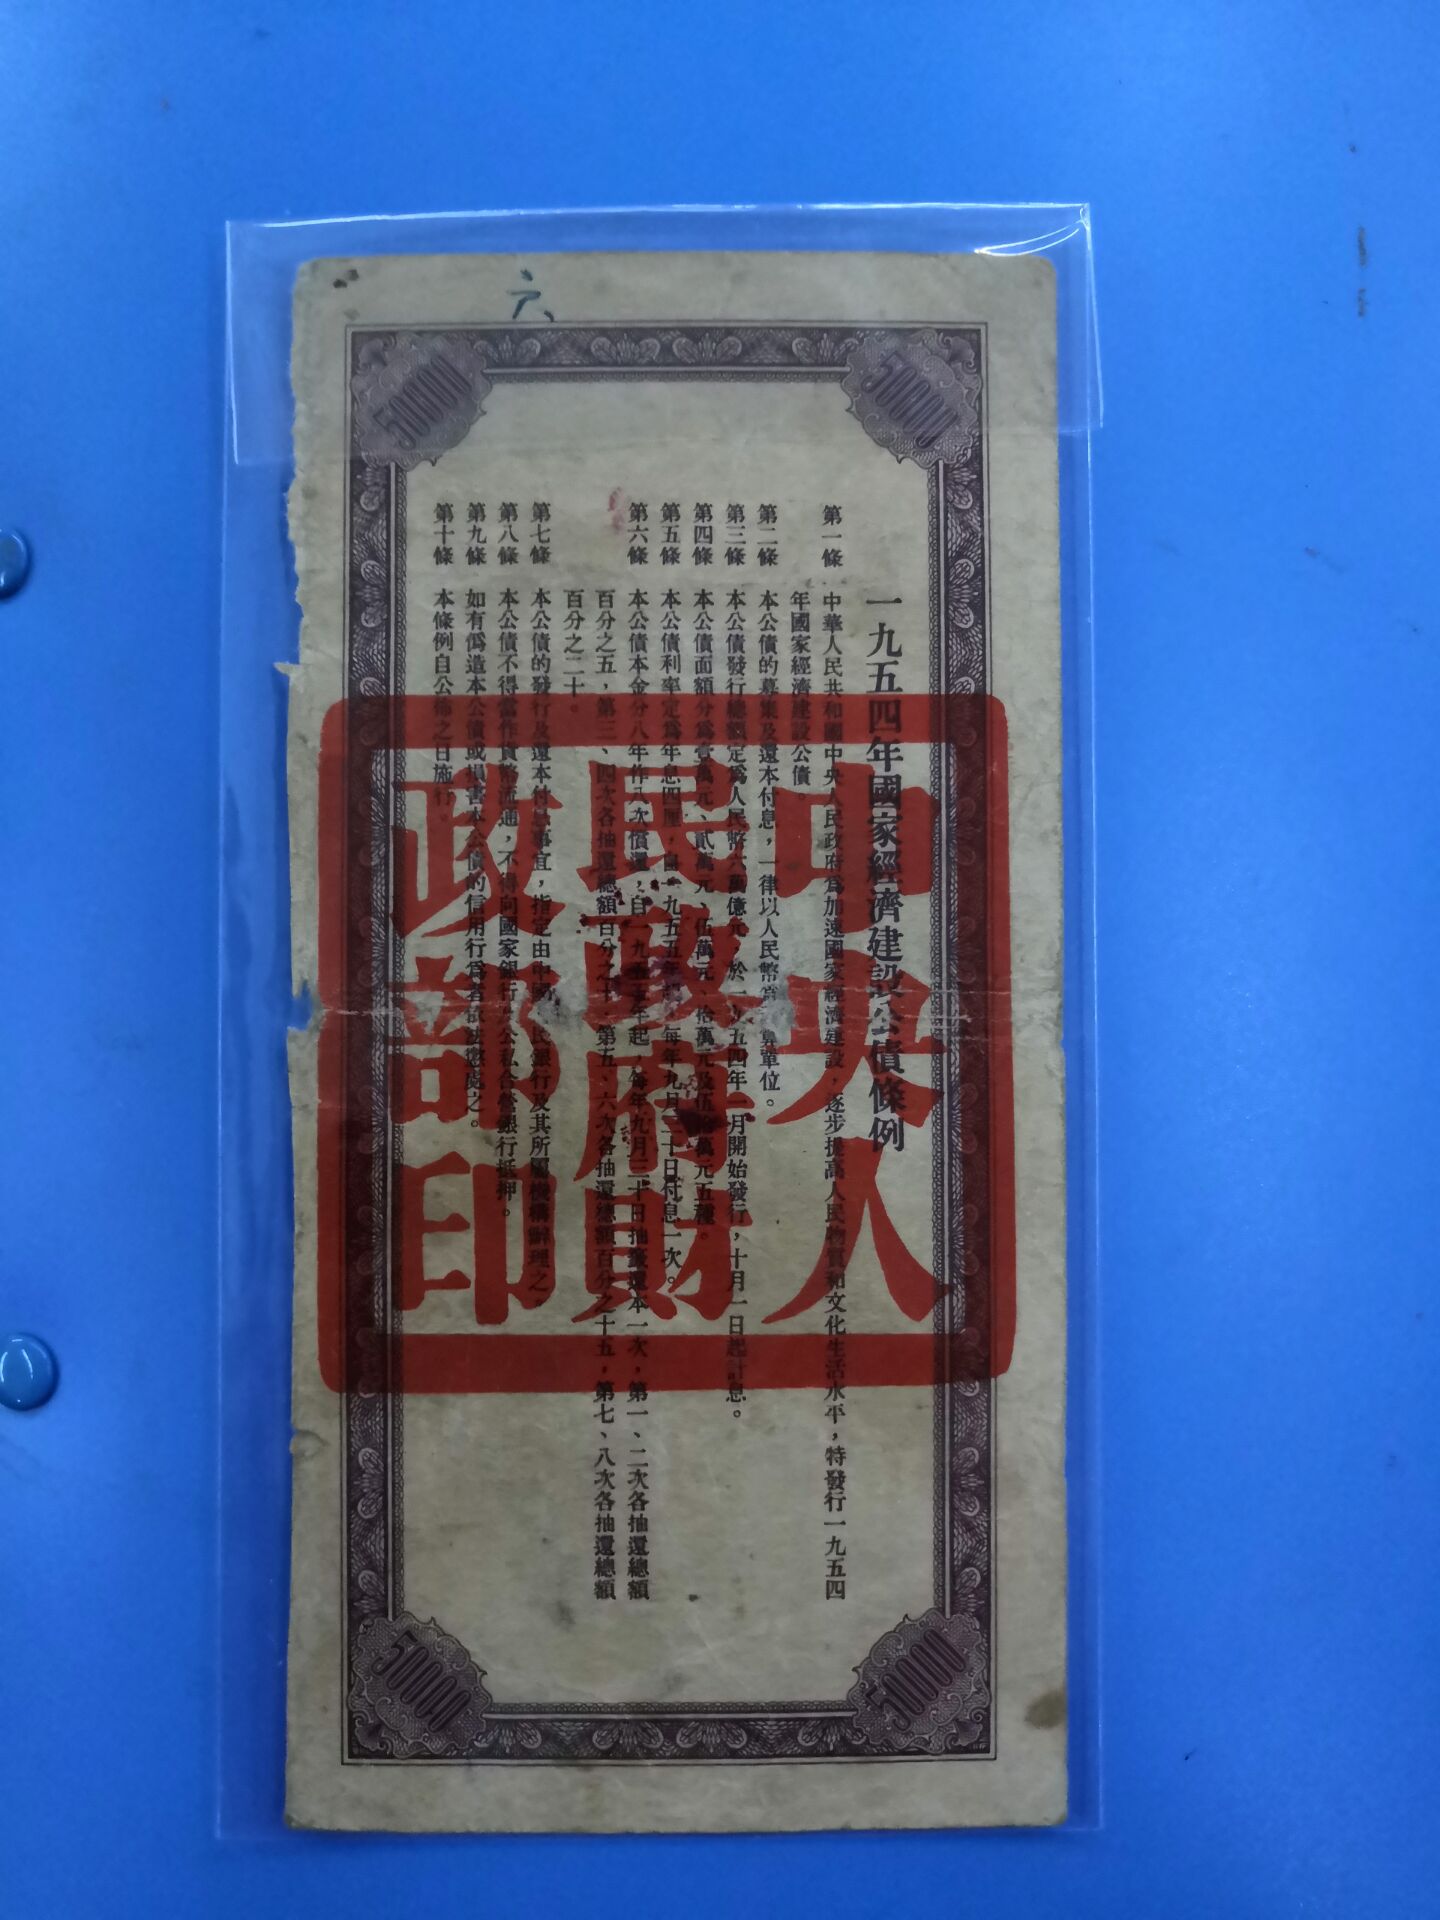 六
50000
50000
一九五四年國家經濟建設公債條例
第一條 中華人民共和國中央人民政府爲加速國家經濟建設，逐步提高人民物質和文化生活水平，特發行一九五四
年國家經濟建設公債。
第二條 本公債的募集及還本付息，一律以人民幣爲計算單位。
第三條 本公債發行總額定爲人民幣六萬億元，於一九五四年一月開始發行，十月一日起計息。
第四條 本公債面額分爲壹萬元、貳萬元、伍萬元、拾萬元及伍拾萬元五種。
第五條 本公債利率定爲年息四厘，自一九五五年起，每年九月三十日付息一次。
第六條 本公債本金分八年作八次償還，自一九五五年起，每年九月三十日抽籤還本一次，第一、二次各抽還總額
百分之五，第三、四次各抽還總額百分之十，第五、六次各抽還總額百分之十五，第七、八次各抽還總額
百分之二十。
第七條 本公債的發行及還本付息事宜，指定由中國人民銀行及其所屬機構辦理之。
第八條 本公債不得當作貨幣流通，不得向國家銀行及公私合營銀行抵押。
第九條 如有僞造本公債或損害本公債的信用行爲者依法懲處之。
第十條 本條例自公佈之日施行。
中央人
民政府財
政部印
50000
50000